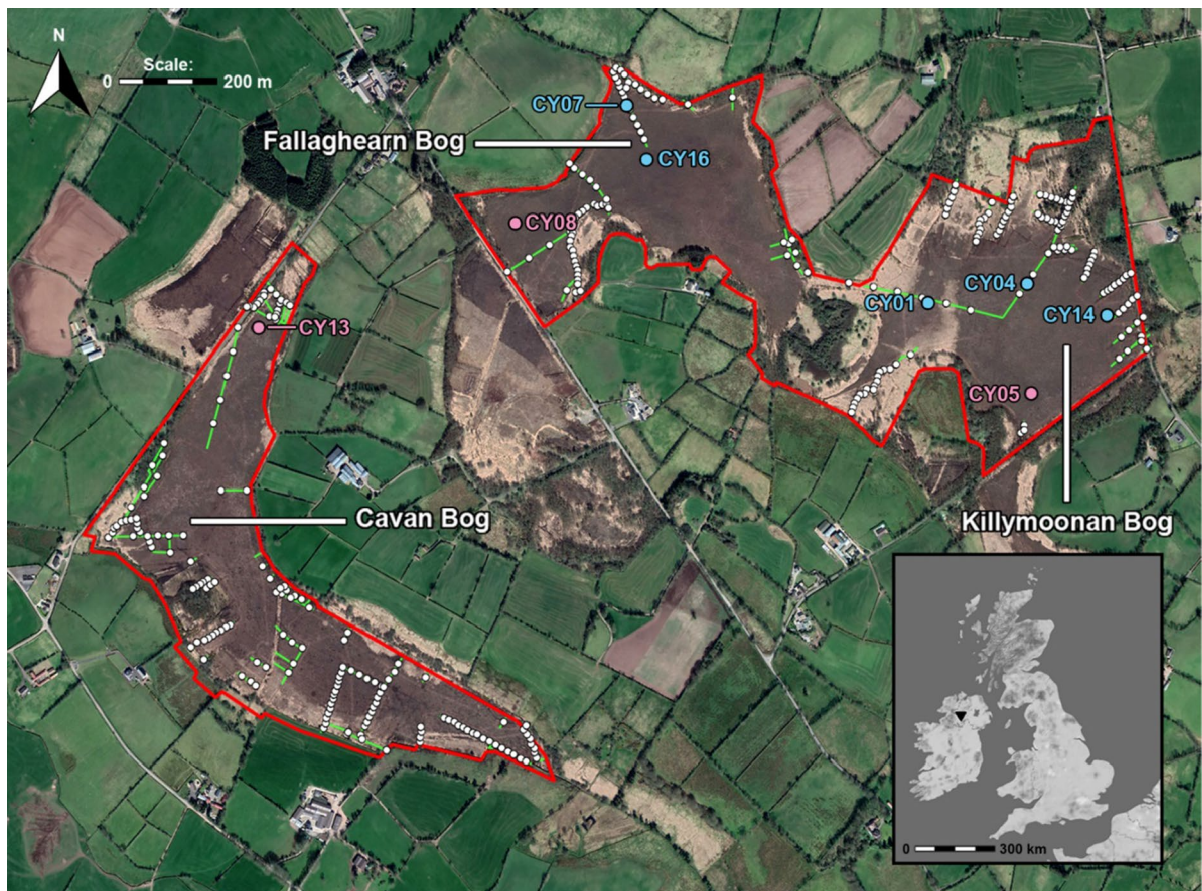 N
Scale:
0 200 m
CY07
Fallaghearn Bog
CY16
CY08
CY13
CY01
CY04
CY14
CY05
Cavan Bog
Killymoonan Bog
0 300 km